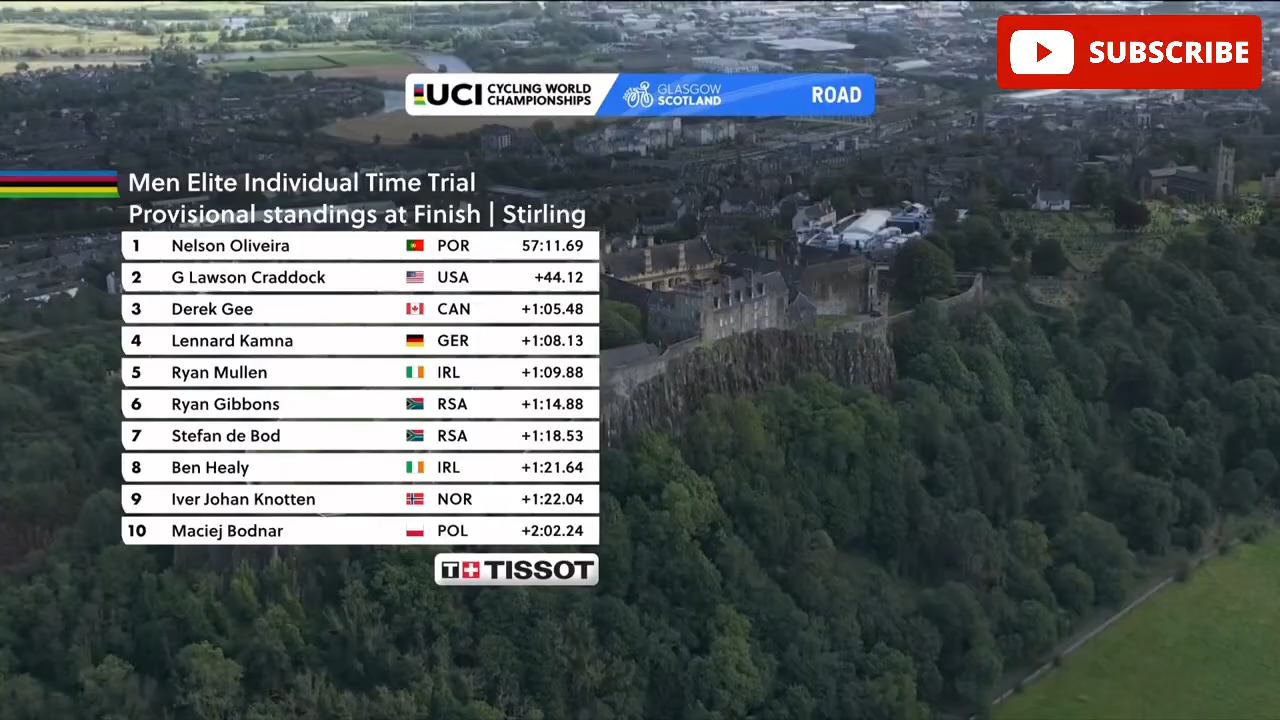 SUBSCRIBE
UCI CYCLING WORLD CHAMPIONSHIPS GLASGOW SCOTLAND ROAD
Men Elite Individual Time Trial
Provisional standings at Finish | Stirling
1 Nelson Oliveira POR 57:11.69
2 G Lawson Craddock USA +44.12
3 Derek Gee CAN +1:05.48
4 Lennard Kamna GER +1:08.13
5 Ryan Mullen IRL +1:09.88
6 Ryan Gibbons RSA +1:14.88
7 Stefan de Bod RSA +1:18.53
8 Ben Healy IRL +1:21.64
9 Iver Johan Knotten NOR +1:22.04
10 Maciej Bodnar POL +2:02.24
T+ TISSOT